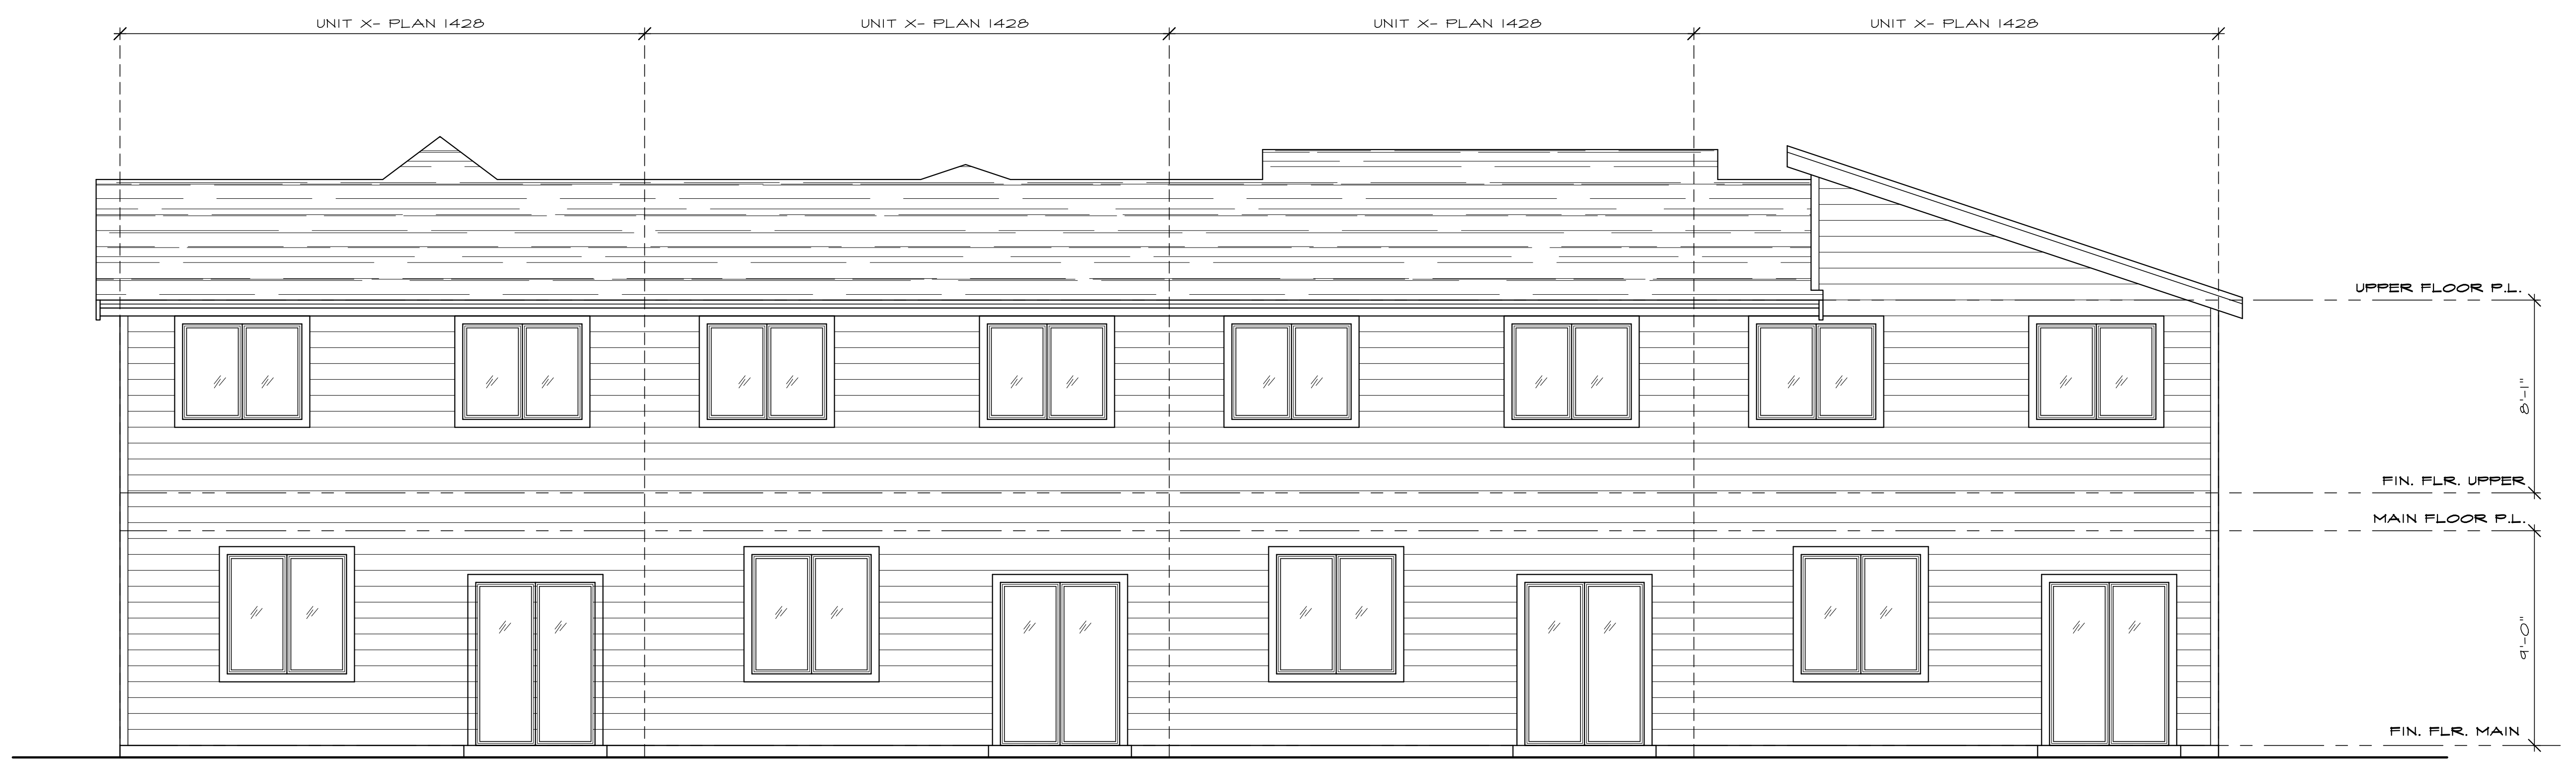 UNIT X- PLAN 1428
UNIT X- PLAN 1428
UNIT X- PLAN 1428
UNIT X- PLAN 1428
UPPER FLOOR P.L.
8'-1"
FIN. FLR. UPPER
MAIN FLOOR P.L.
9'-0"
FIN. FLR. MAIN